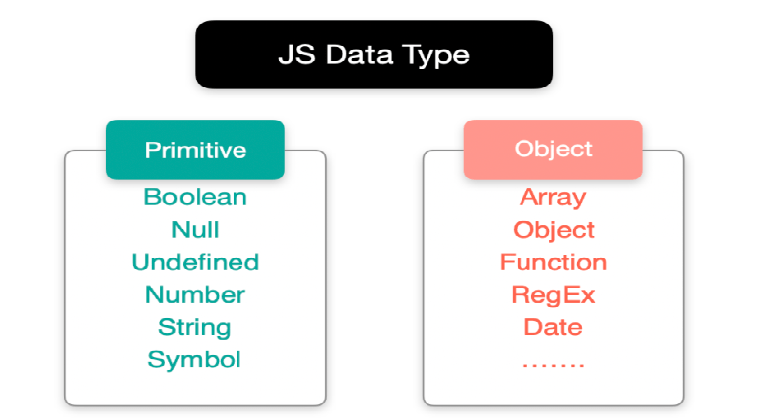 JS Data Type
Primitive
Boolean
Null
Undefined
Number
String
Symbol
Object
Array
Object
Function
RegEx
Date
.......